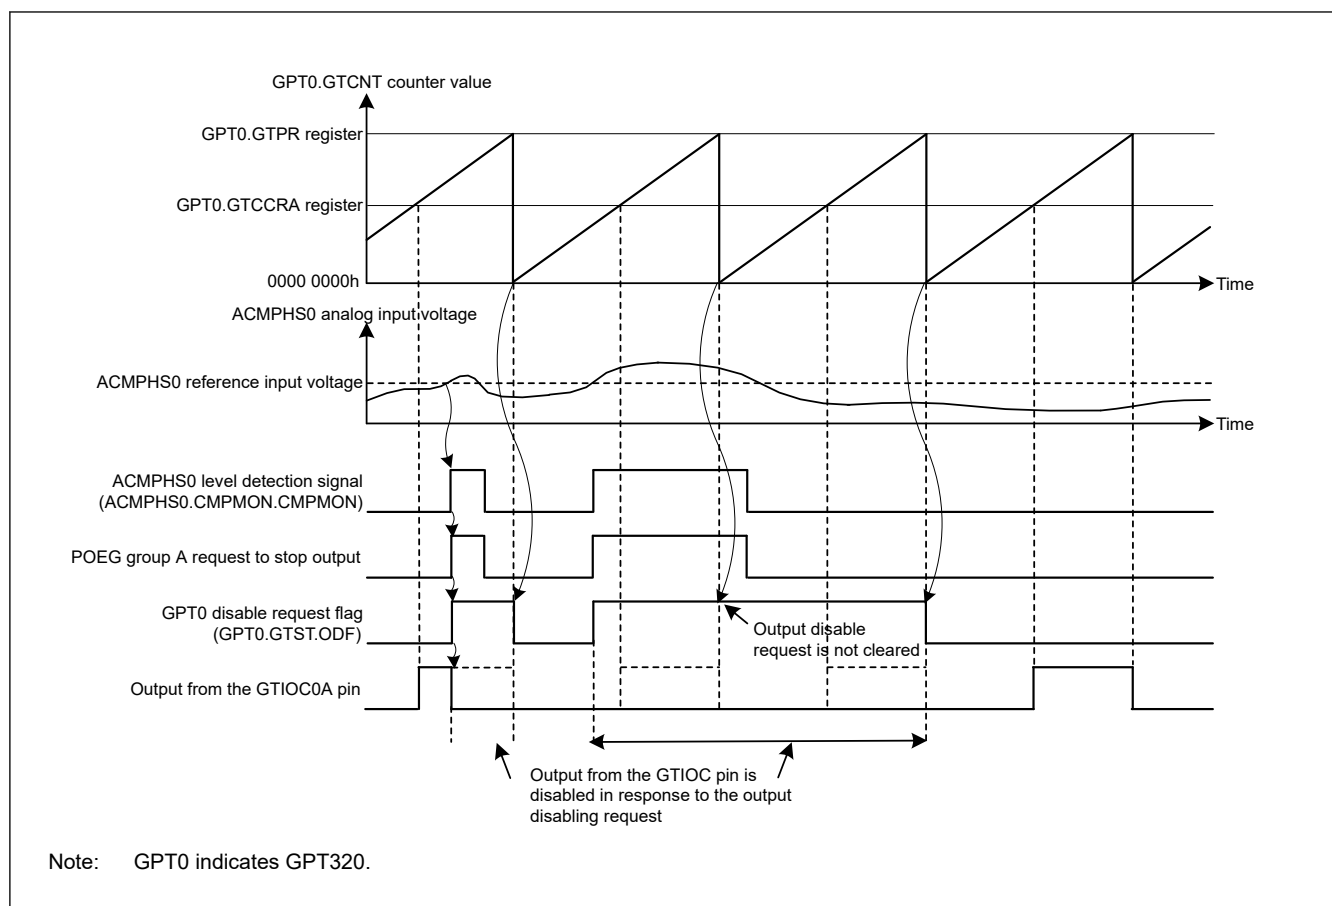 GPT0.GTCNT counter value
GPT0.GTPR register
GPT0.GTCCRA register
0000 0000h
Time
ACMPHS0 analog input voltage
ACMPHS0 reference input voltage
Time
ACMPHS0 level detection signal
(ACMPHS0.CMPMON.CMPMON)
POEG group A request to stop output
GPT0 disable request flag
(GPT0.GTST.ODF)
Output disable
request is not cleared
Output from the GTIOC0A pin
Output from the GTIOC pin is
disabled in response to the output
disabling request
Note: GPT0 indicates GPT320.